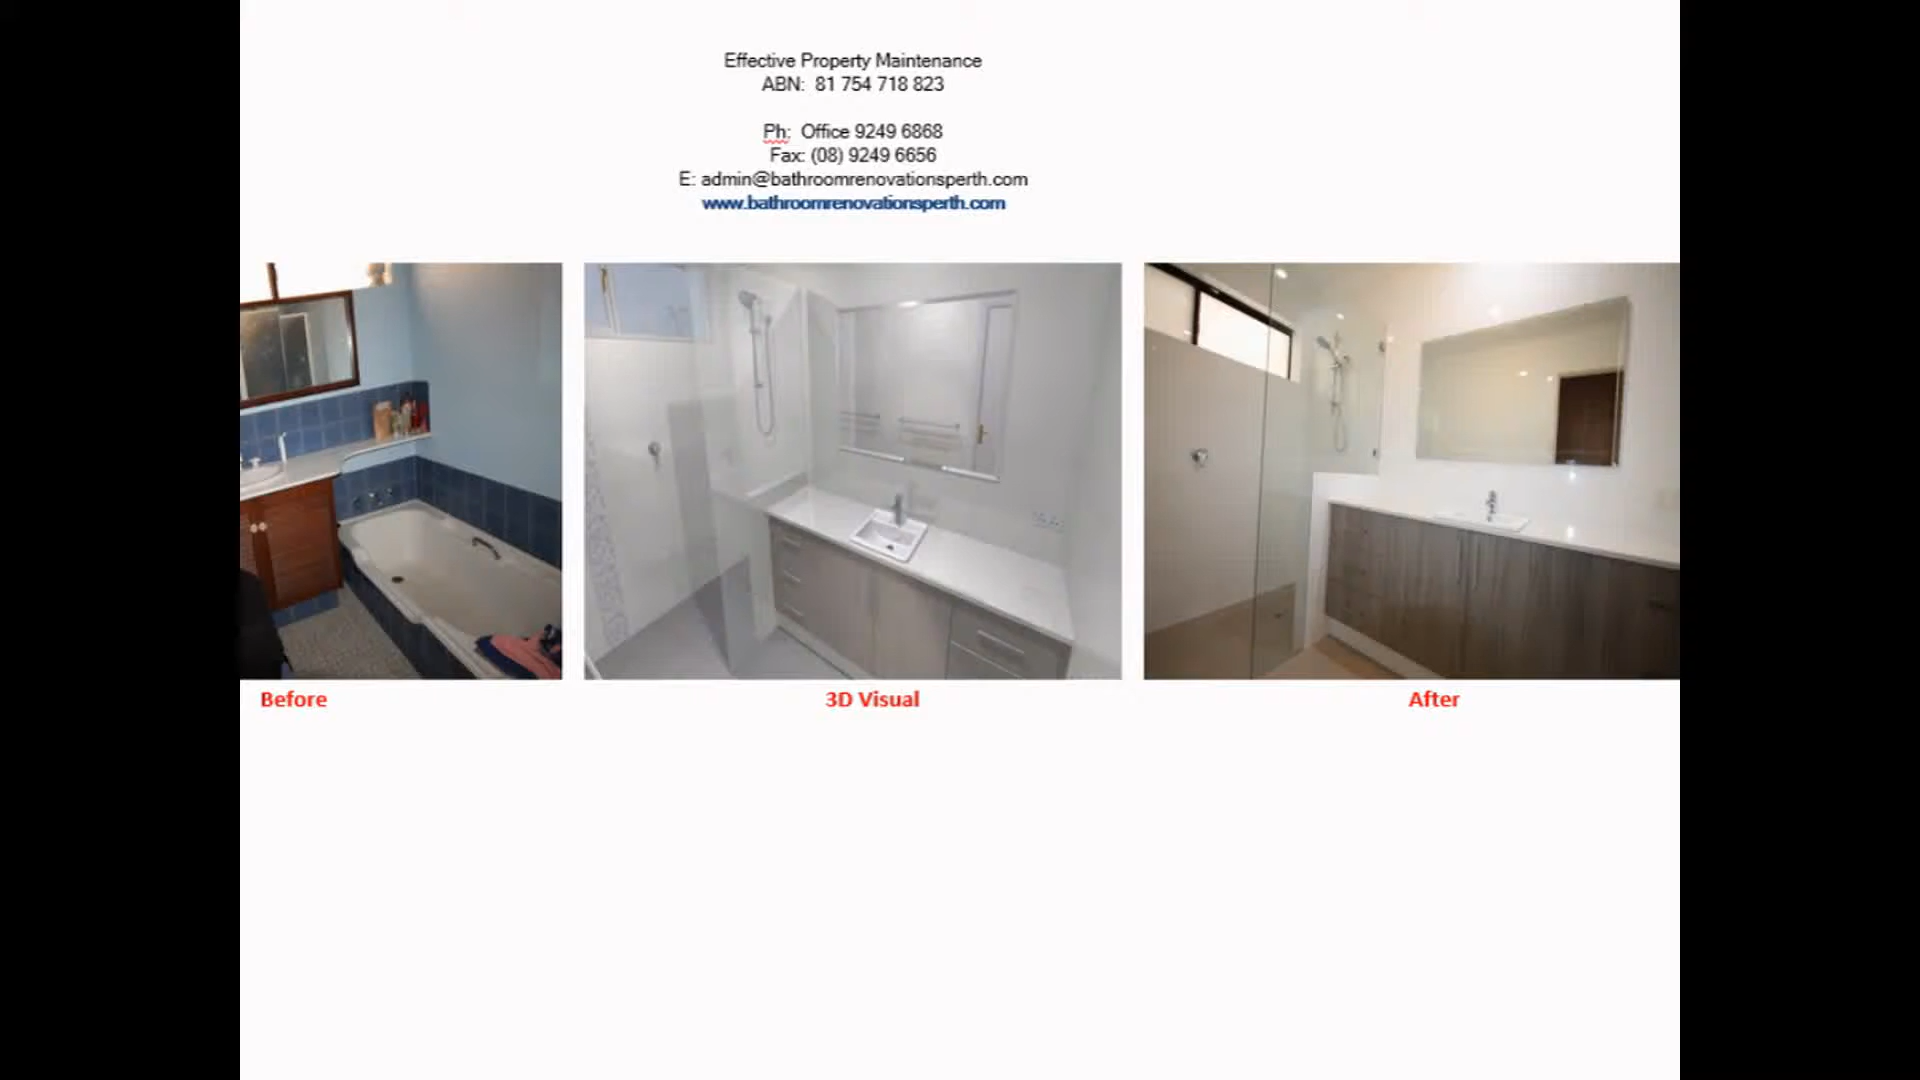 Effective Property Maintenance
ABN: 81 754 718 823
Ph: Office 9249 6868
Fax: (08) 9249 6656
E: admin@bathroomrenovationsperth.com
www.bathroomrenovationsperth.com
Before
3D Visual
After